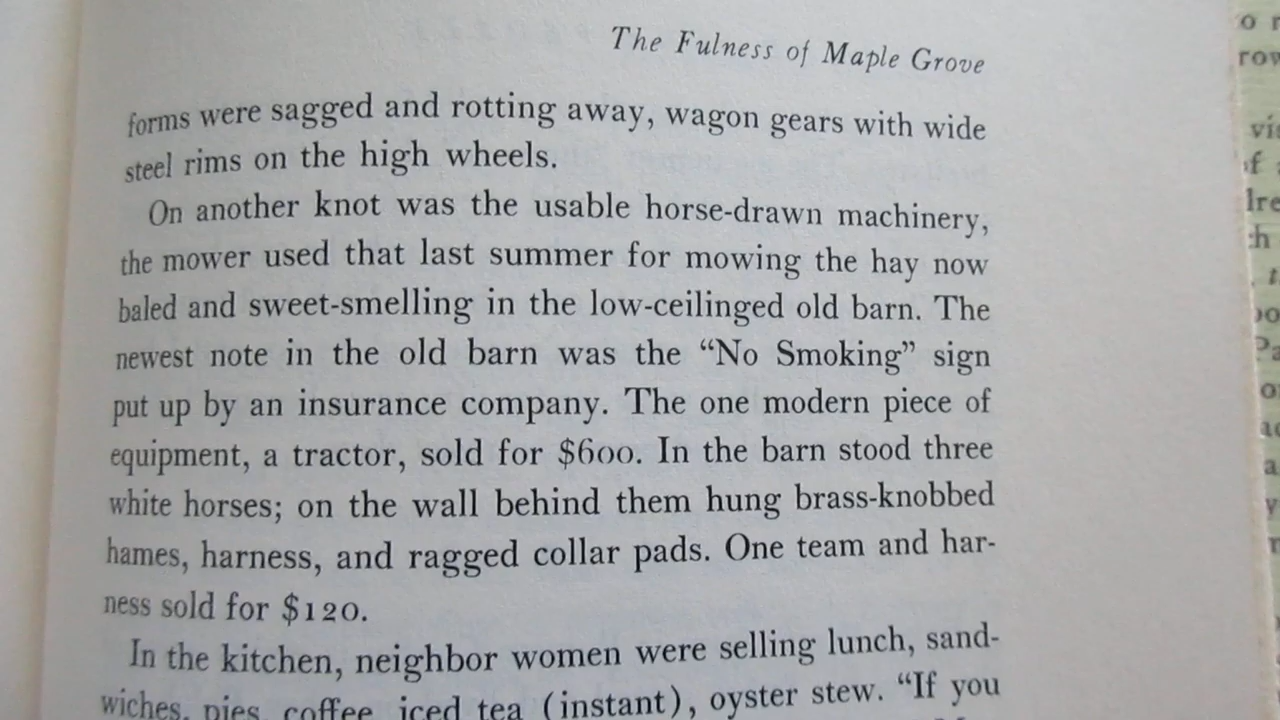 The Fulness of Maple Grove
forms were sagged and rotting away, wagon gears with wide
steel rims on the high wheels.
On another knot was the usable horse-drawn machinery,
the mower used that last summer for mowing the hay now
baled and sweet-smelling in the low-ceilinged old barn. The
newest note in the old barn was the “No Smoking” sign
put up by an insurance company. The one modern piece of
equipment, a tractor, sold for $600. In the barn stood three
white horses; on the wall behind them hung brass-knobbed
hames, harness, and ragged collar pads. One team and har-
ness sold for $120.
In the kitchen, neighbor women were selling lunch, sand-
wiches, pies, coffee, iced tea (instant), oyster stew. “If you